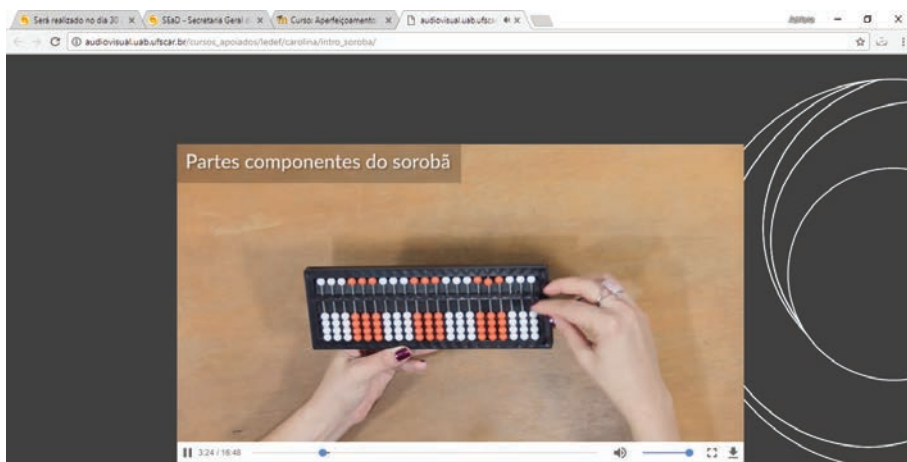 Será realizado no dia 30
SEaD - Secretaria Geral
Curso: Aperfeiçoamento
audiovisual.uab.ufsc
audiovisual.uab.ufscar.br/cursos_apoiados/ledef/carolina/intro_soroba/
Partes componentes do sorobã
3:24 / 16:48